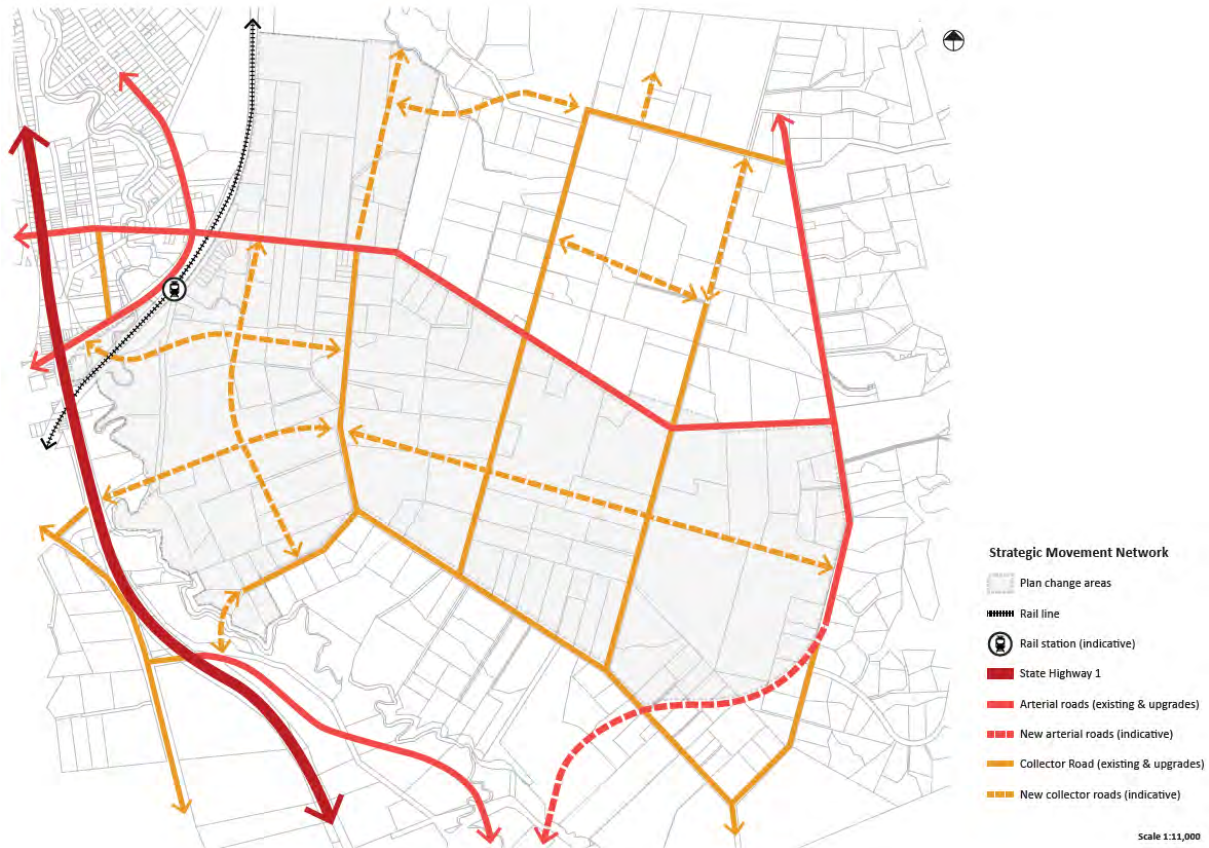 Strategic Movement Network
Plan change areas
Rail line
Rail station (indicative)
State Highway 1
Arterial roads (existing & upgrades)
New arterial roads (indicative)
Collector Road (existing & upgrades)
New collector roads (indicative)
Scale 1:11,000